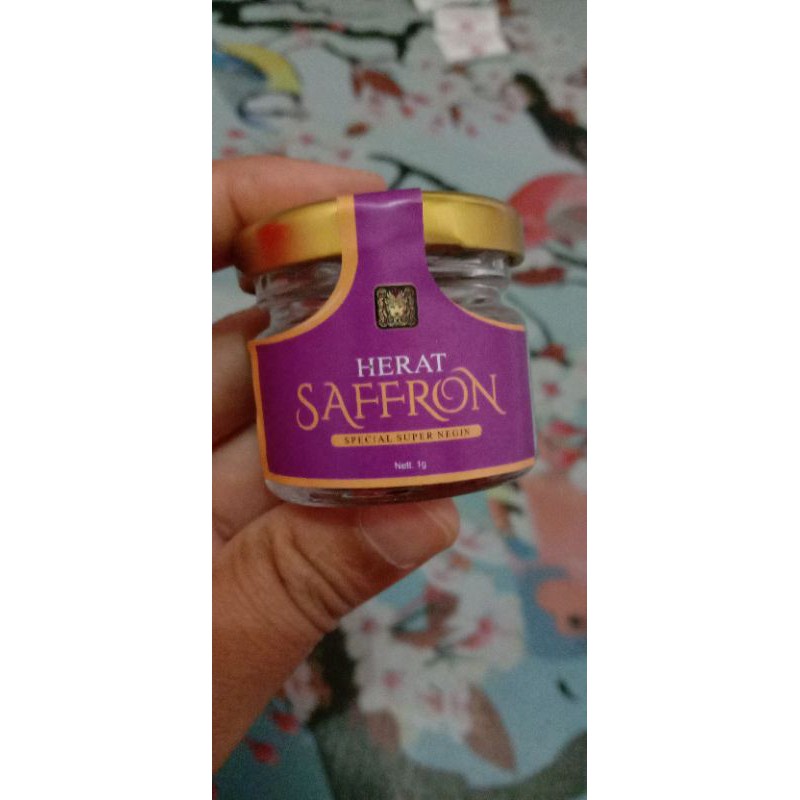 HERAT
SAFFRON
SPECIAL SUPER NEGIN
Nett. 1g